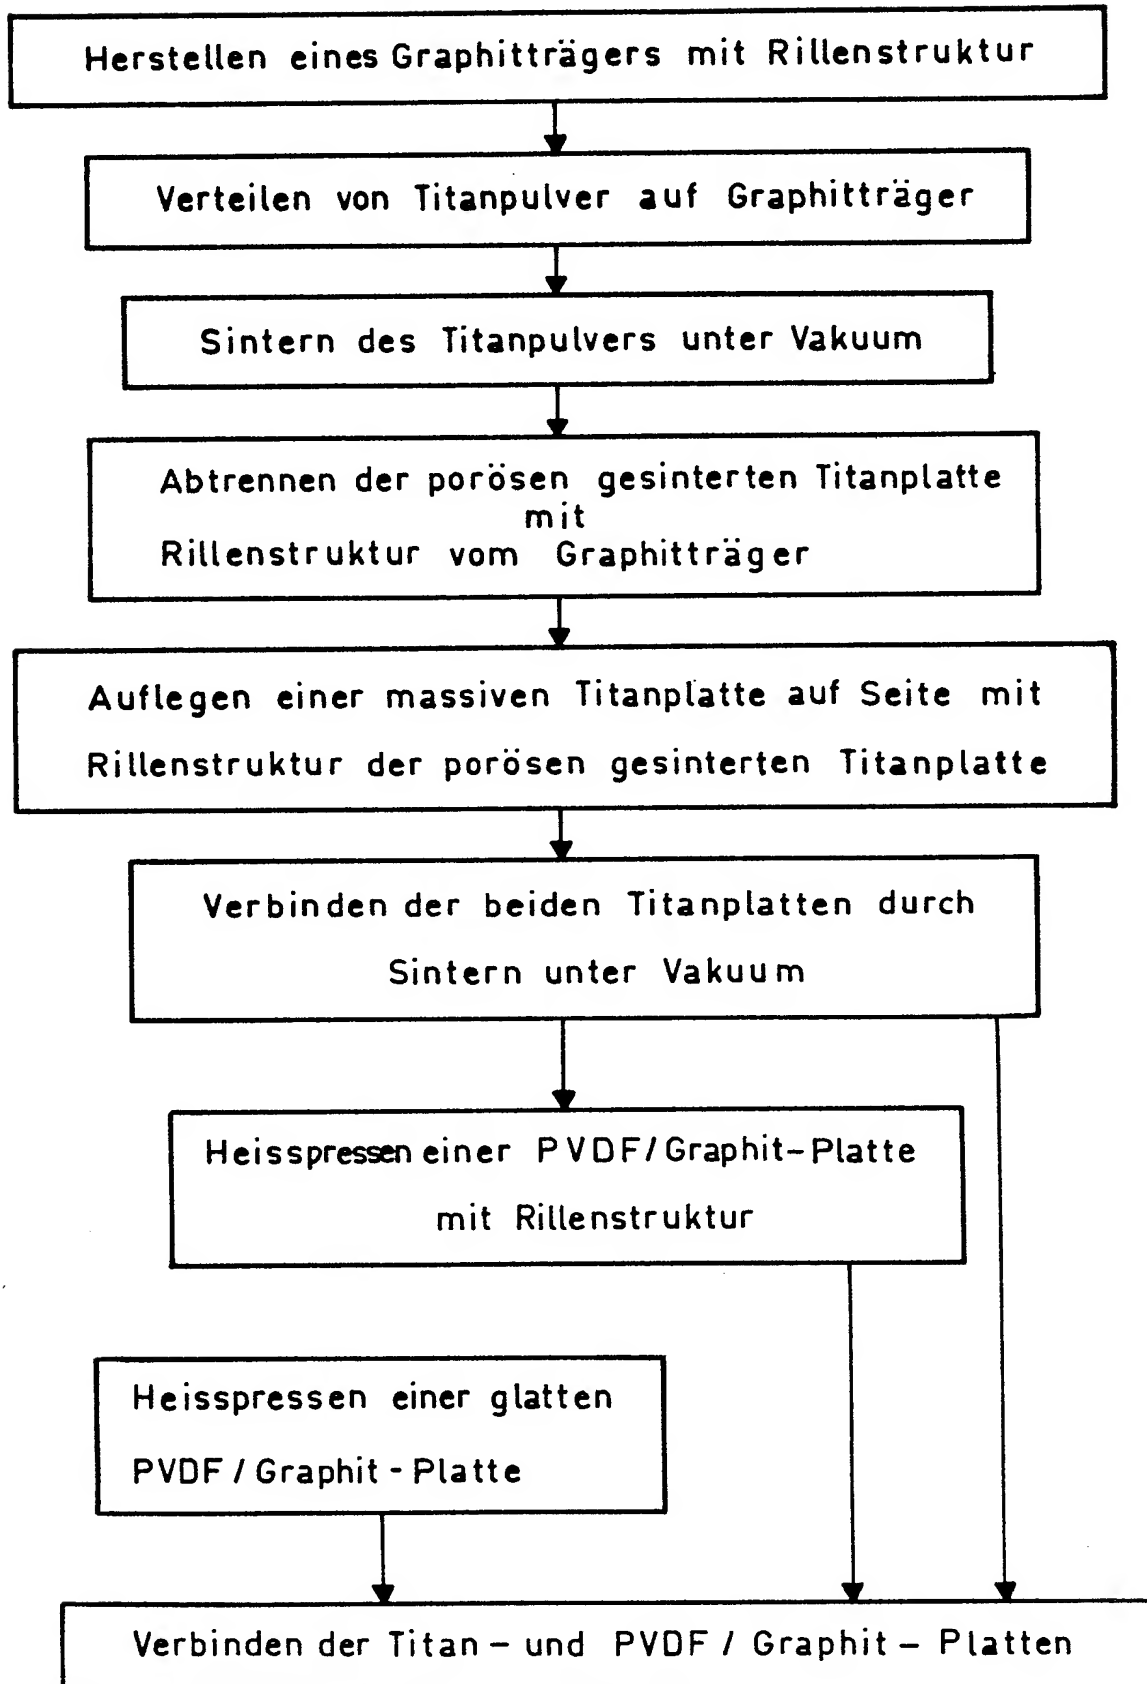 Herstellen eines Graphitträgers mit Rillenstruktur
Verteilen von Titanpulver auf Graphitträger
Sintern des Titanpulvers unter Vakuum
Abtrennen der porösen gesinterten Titanplatte
mit
Rillenstruktur vom Graphitträger
Auflegen einer massiven Titanplatte auf Seite mit
Rillenstruktur der porösen gesinterten Titanplatte
Verbinden der beiden Titanplatten durch
Sintern unter Vakuum
Heisspressen einer PVDF/Graphit-Platte
mit Rillenstruktur
Heisspressen einer glatten
PVDF / Graphit - Platte
Verbinden der Titan - und PVDF / Graphit - Platten